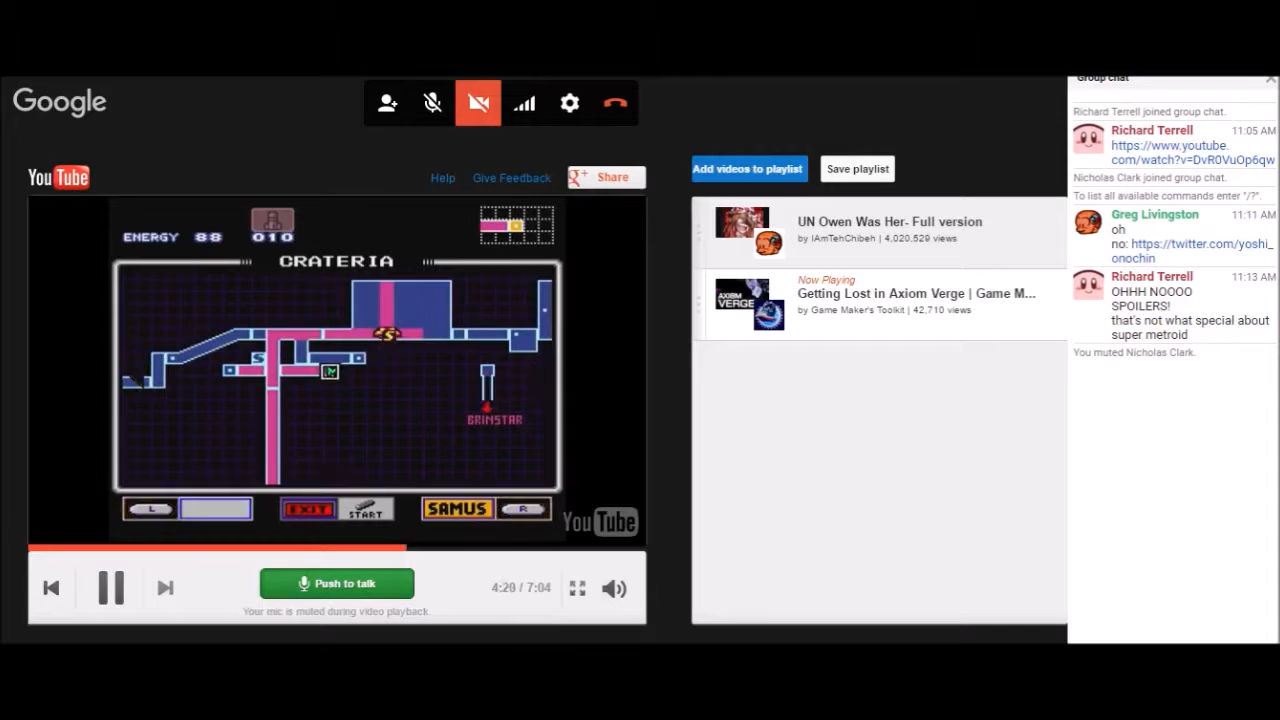 Google
YouTube
Help
Give Feedback
g+ Share
ENERGY 88
010
CRATERIA
S
S
M
BRINSTAR
L
EXIT
START
SAMUS
R
YouTube
Push to talk
4:20 / 7:04
Your mic is muted during video playback.
Add videos to playlist
Save playlist
UN Owen Was Her- Full version
by IAmTehChibeh | 4,020,529 views
AXIOM
VERGE
Now Playing
Getting Lost in Axiom Verge | Game M...
by Game Maker's Toolkit | 42,710 views
Group chat
Richard Terrell joined group chat.
Richard Terrell 11:05 AM
https://www.youtube.
com/watch?v=DvR0VuOp6qw
Nicholas Clark joined group chat.
To list all available commands enter "/?".
Greg Livingston 11:11 AM
oh
no: https://twitter.com/yoshi_
onochin
Richard Terrell 11:13 AM
OHHH NOOOO
SPOILERS!
that's not what special about
super metroid
You muted Nicholas Clark.